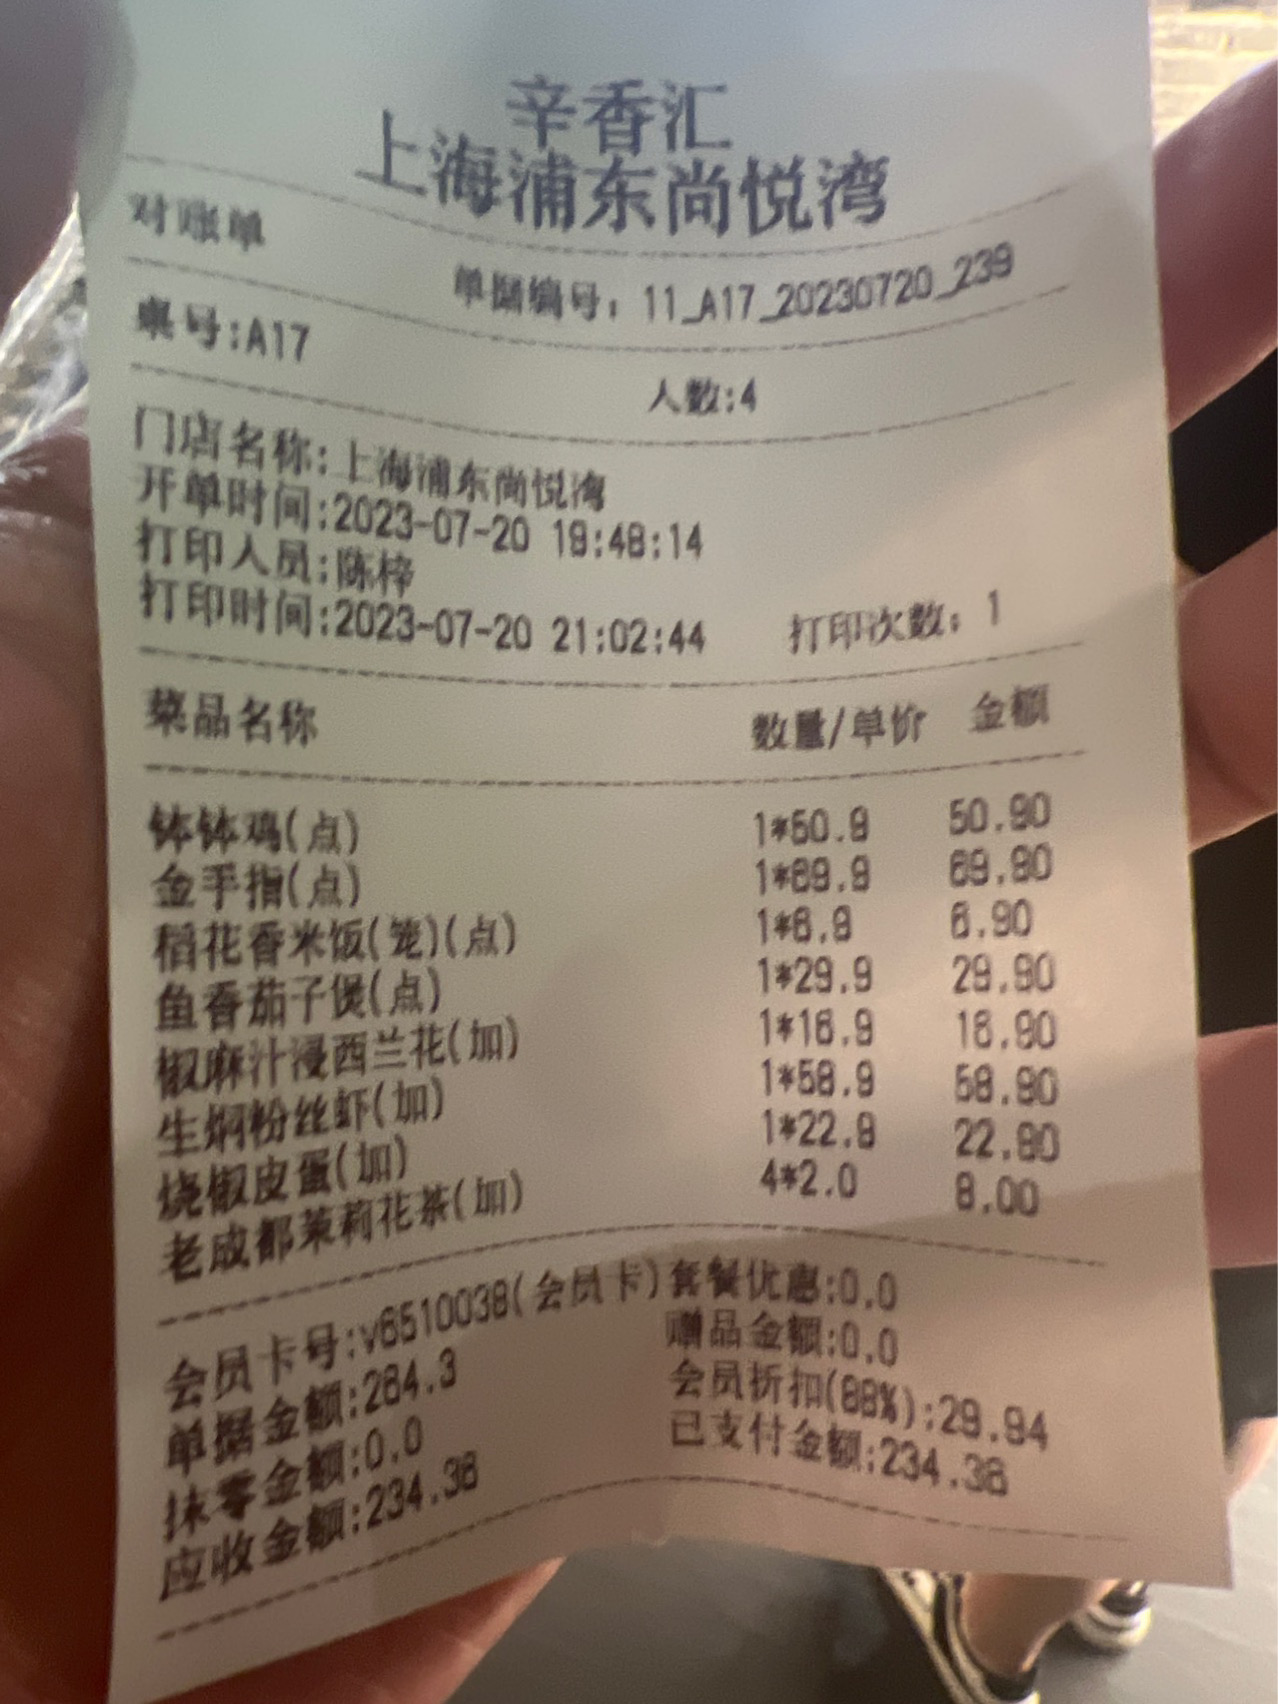 辛香汇
上海浦东尚悦湾
对账单
单据编号：11_A17_20230720_239
桌号:A17
人数:4
门店名称:上海浦东尚悦湾
开单时间:2023-07-20
打印人员:陈梓
打印时间:2023-07-20 21:02:44 打印次数：1
菜品名称 数量/单价 金额
钵钵鸡(点) 1*50.9 50.90
金手指(点) 1*69.9 69.90
稻花香米饭(笼)(点) 1*6.9 6.90
鱼香茄子煲(点) 1*29.9 29.90
椒麻汁浸西兰花(加) 1*16.9 16.90
生焖粉丝虾(加) 1*58.9 58.90
烧椒皮蛋(加) 1*22.9 22.90
老成都茉莉花茶(加) 4*2.0 8.00
会员卡号:v6510038(会员卡) 套餐优惠:0.0
单据金额:264.3 赠品金额:0.0
抹零金额:0.0 会员折扣(88%):29.94
应收金额:234.36 已支付金额:234.36